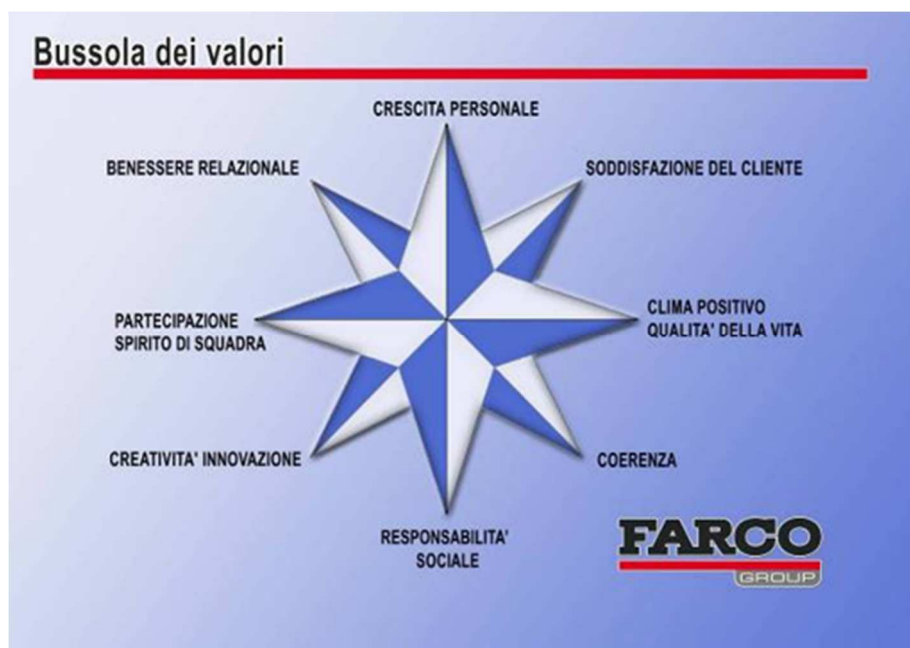 Bussola dei valori
CRESCITA PERSONALE
BENESSERE RELAZIONALE
SODDISFAZIONE DEL CLIENTE
PARTECIPAZIONE
SPIRITO DI SQUADRA
CLIMA POSITIVO
QUALITA' DELLA VITA
CREATIVITA' INNOVAZIONE
COERENZA
RESPONSABILITA'
SOCIALE
FARCO
GROUP